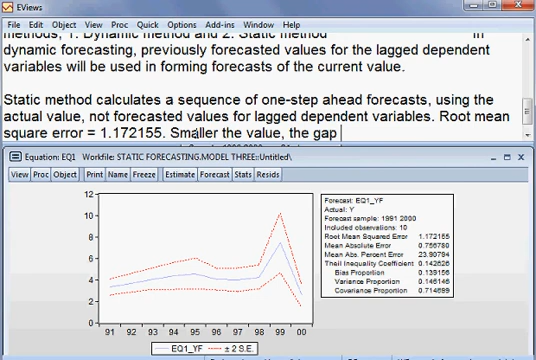 EViews
File Edit Object View Proc Quick Options Add-ins Window Help
methods, 1. Dynamic method and 2. Static method In
dynamic forecasting, previously forecasted values for the lagged dependent
variables will be used in forming forecasts of the current value.
Static method calculates a sequence of one-step ahead forecasts, using the
actual value, not forecasted values for lagged dependent variables. Root mean
square error = 1.172155. Smaller the value, the gap
Equation: EQ1 Workfile: STATIC FORECASTING.MODEL THREE::Untitled\
View Proc Object Print Name Freeze Estimate Forecast Stats Resids
12
10
8
6
4
2
0
91 92 93 94 95 96 97 98 99 00
EQ1_YF ± 2 S.E.
Forecast: EQ1_YF
Actual: Y
Forecast sample: 1991 2000
Included observations: 10
Root Mean Squared Error 1.172155
Mean Absolute Error
Mean Abs. Percent Error 23.90794
Theil Inequality Coefficient 0.142626
Bias Proportion 0.139156
Variance Proportion 0.146146
Covariance Proportion 0.714699